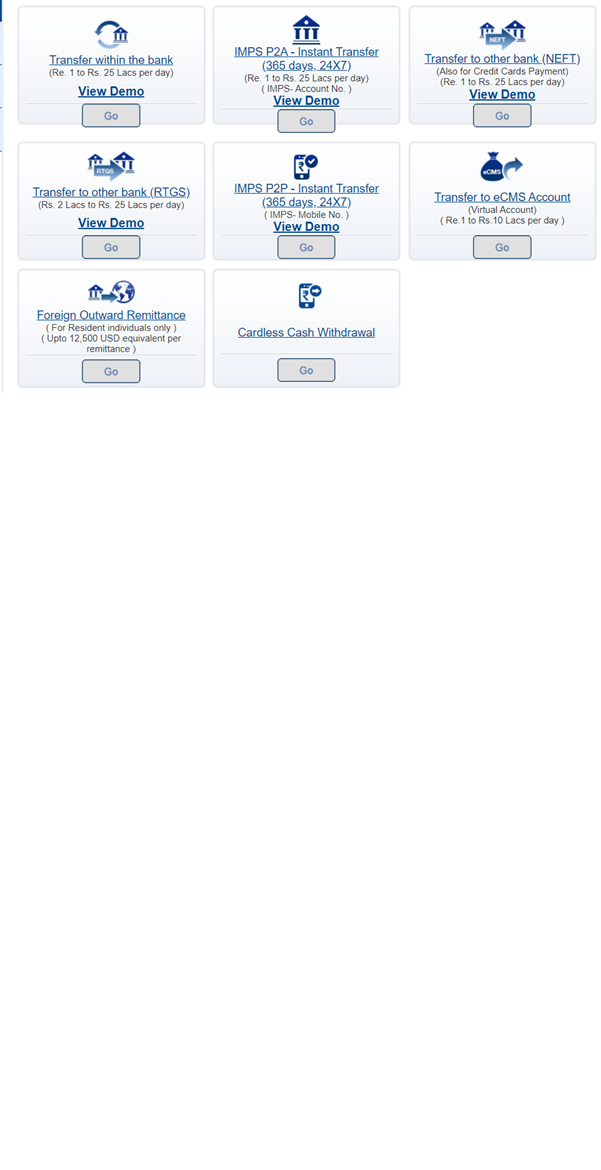 Transfer within the bank
(Re. 1 to Rs. 25 Lacs per day)
View Demo
Go
IMPS P2A - Instant Transfer
(365 days, 24X7)
(Re. 1 to Rs. 25 Lacs per day)
( IMPS- Account No. )
View Demo
Go
NEFT
Transfer to other bank (NEFT)
(Also for Credit Cards Payment)
(Re. 1 to Rs. 25 Lacs per day)
View Demo
Go
RTGS
Transfer to other bank (RTGS)
(Rs. 2 Lacs to Rs. 25 Lacs per day)
View Demo
Go
₹
IMPS P2P - Instant Transfer
(365 days, 24X7)
( IMPS- Mobile No. )
View Demo
Go
eCMS
Transfer to eCMS Account
(Virtual Account)
( Re.1 to Rs.10 Lacs per day )
Go
Foreign Outward Remittance
( For Resident individuals only )
( Upto 12,500 USD equivalent per
remittance )
Go
₹
Cardless Cash Withdrawal
Go